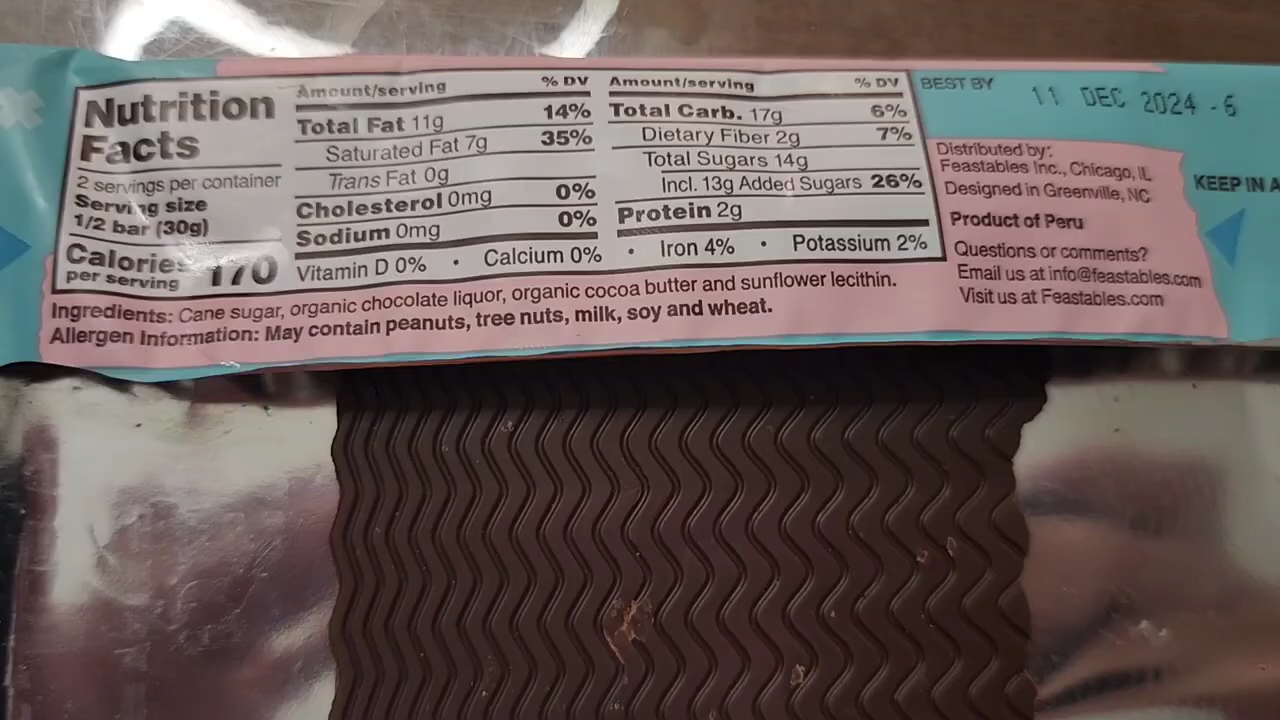 Nutrition
Facts
2 servings per container
Serving size
1/2 bar (30g)
Calories 170
per serving
Amount/serving % DV
Total Fat 11g 14%
Saturated Fat 7g 35%
Trans Fat 0g
Cholesterol 0mg 0%
Sodium 0mg 0%
Amount/serving % DV
Total Carb. 17g 6%
Dietary Fiber 2g 7%
Total Sugars 14g
Incl. 13g Added Sugars 26%
Protein 2g
Vitamin D 0% • Calcium 0% • Iron 4% • Potassium 2%
Ingredients: Cane sugar, organic chocolate liquor, organic cocoa butter and sunflower lecithin.
Allergen Information: May contain peanuts, tree nuts, milk, soy and wheat.
BEST BY 11 DEC 2024 - 6
Distributed by:
Feastables Inc., Chicago, IL
Designed in Greenville, NC
Product of Peru
Questions or comments?
Email us at info@feastables.com
Visit us at Feastables.com
KEEP IN A